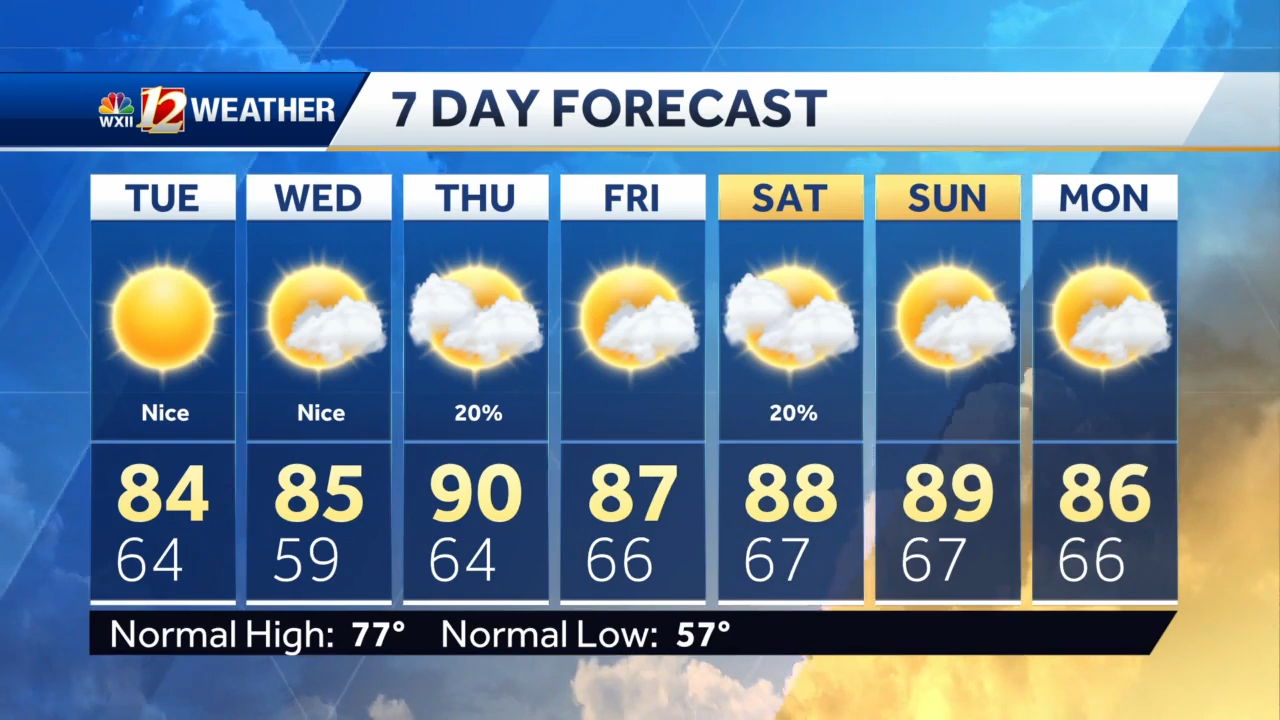 WXII 12 WEATHER
7 DAY FORECAST
TUE WED THU FRI SAT SUN MON
Nice Nice 20% 20%
84 85 90 87 88 89 86
64 59 64 66 67 67 66
Normal High: 77° Normal Low: 57°